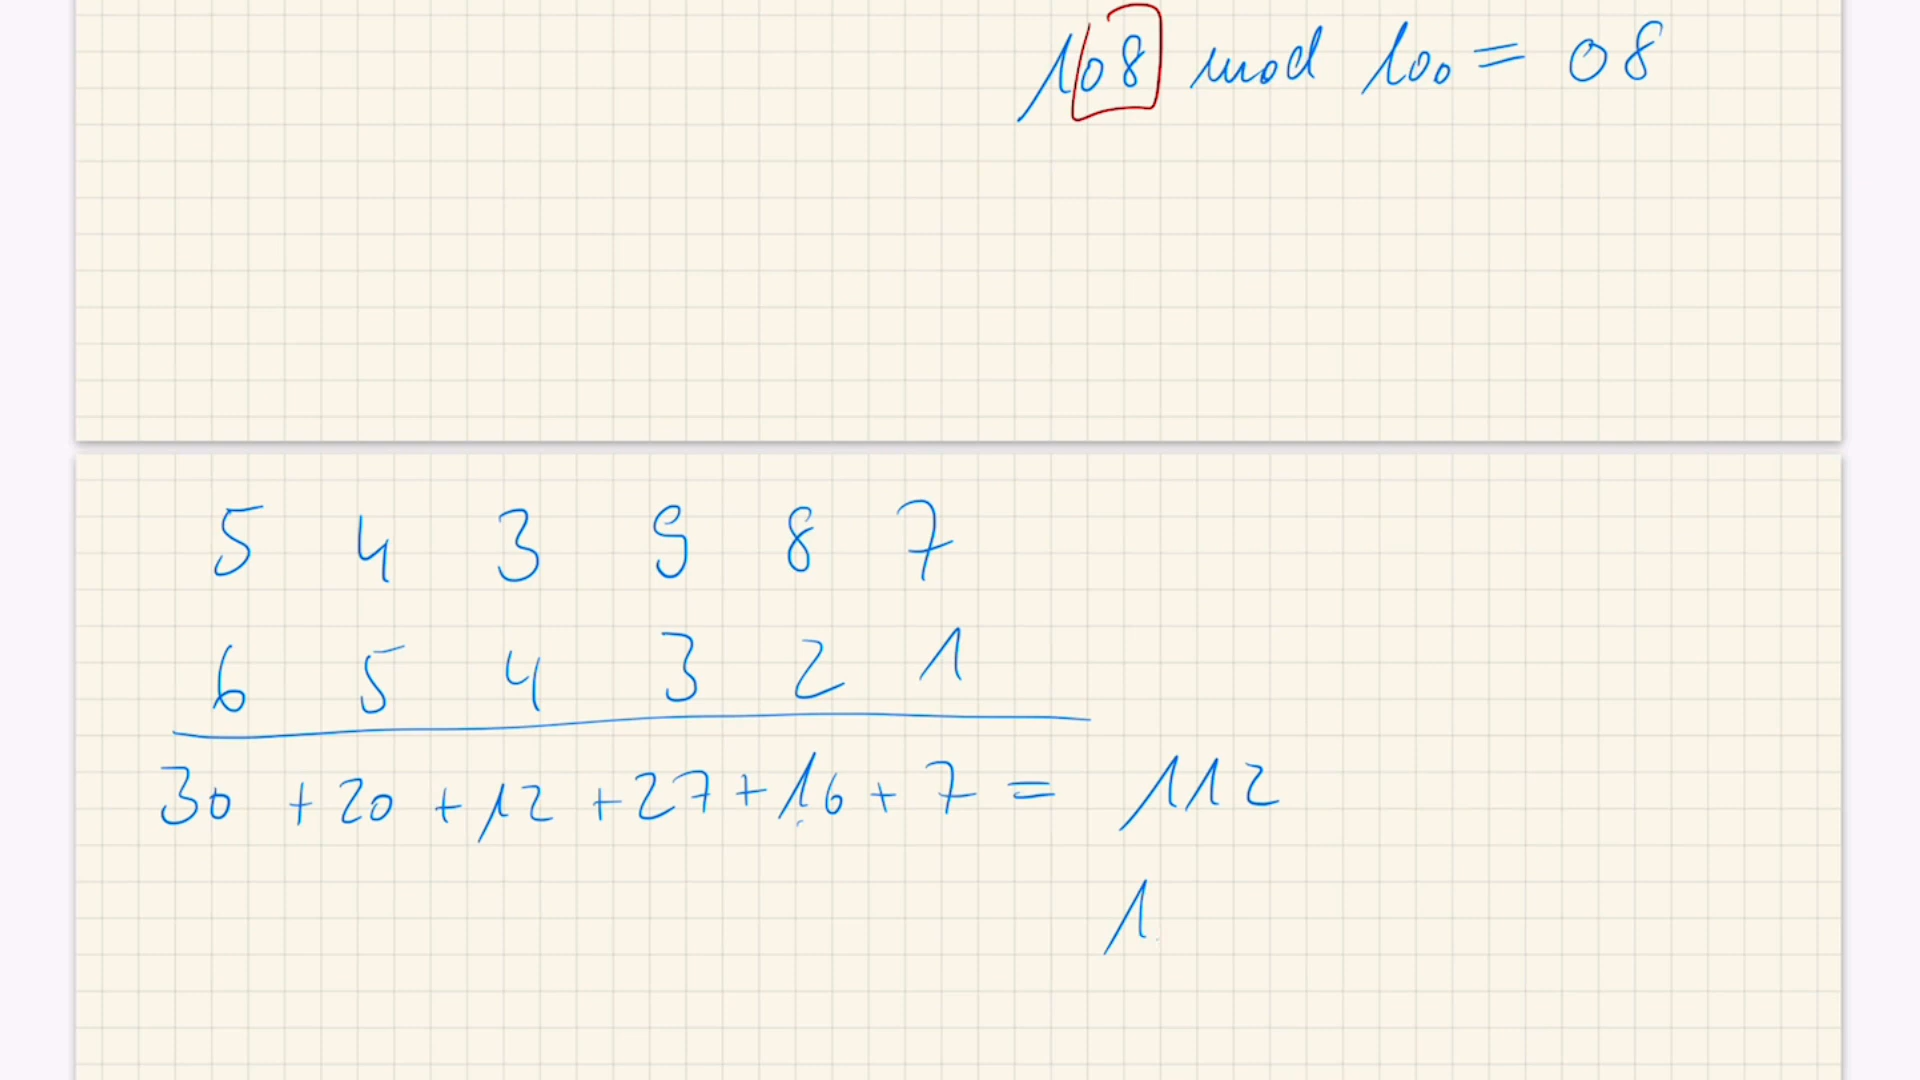 108 mod 100 = 08
5 4 3 9 8 7
6 5 4 3 2 1
30 + 20 + 12 + 27 + 16 + 7 = 112
1